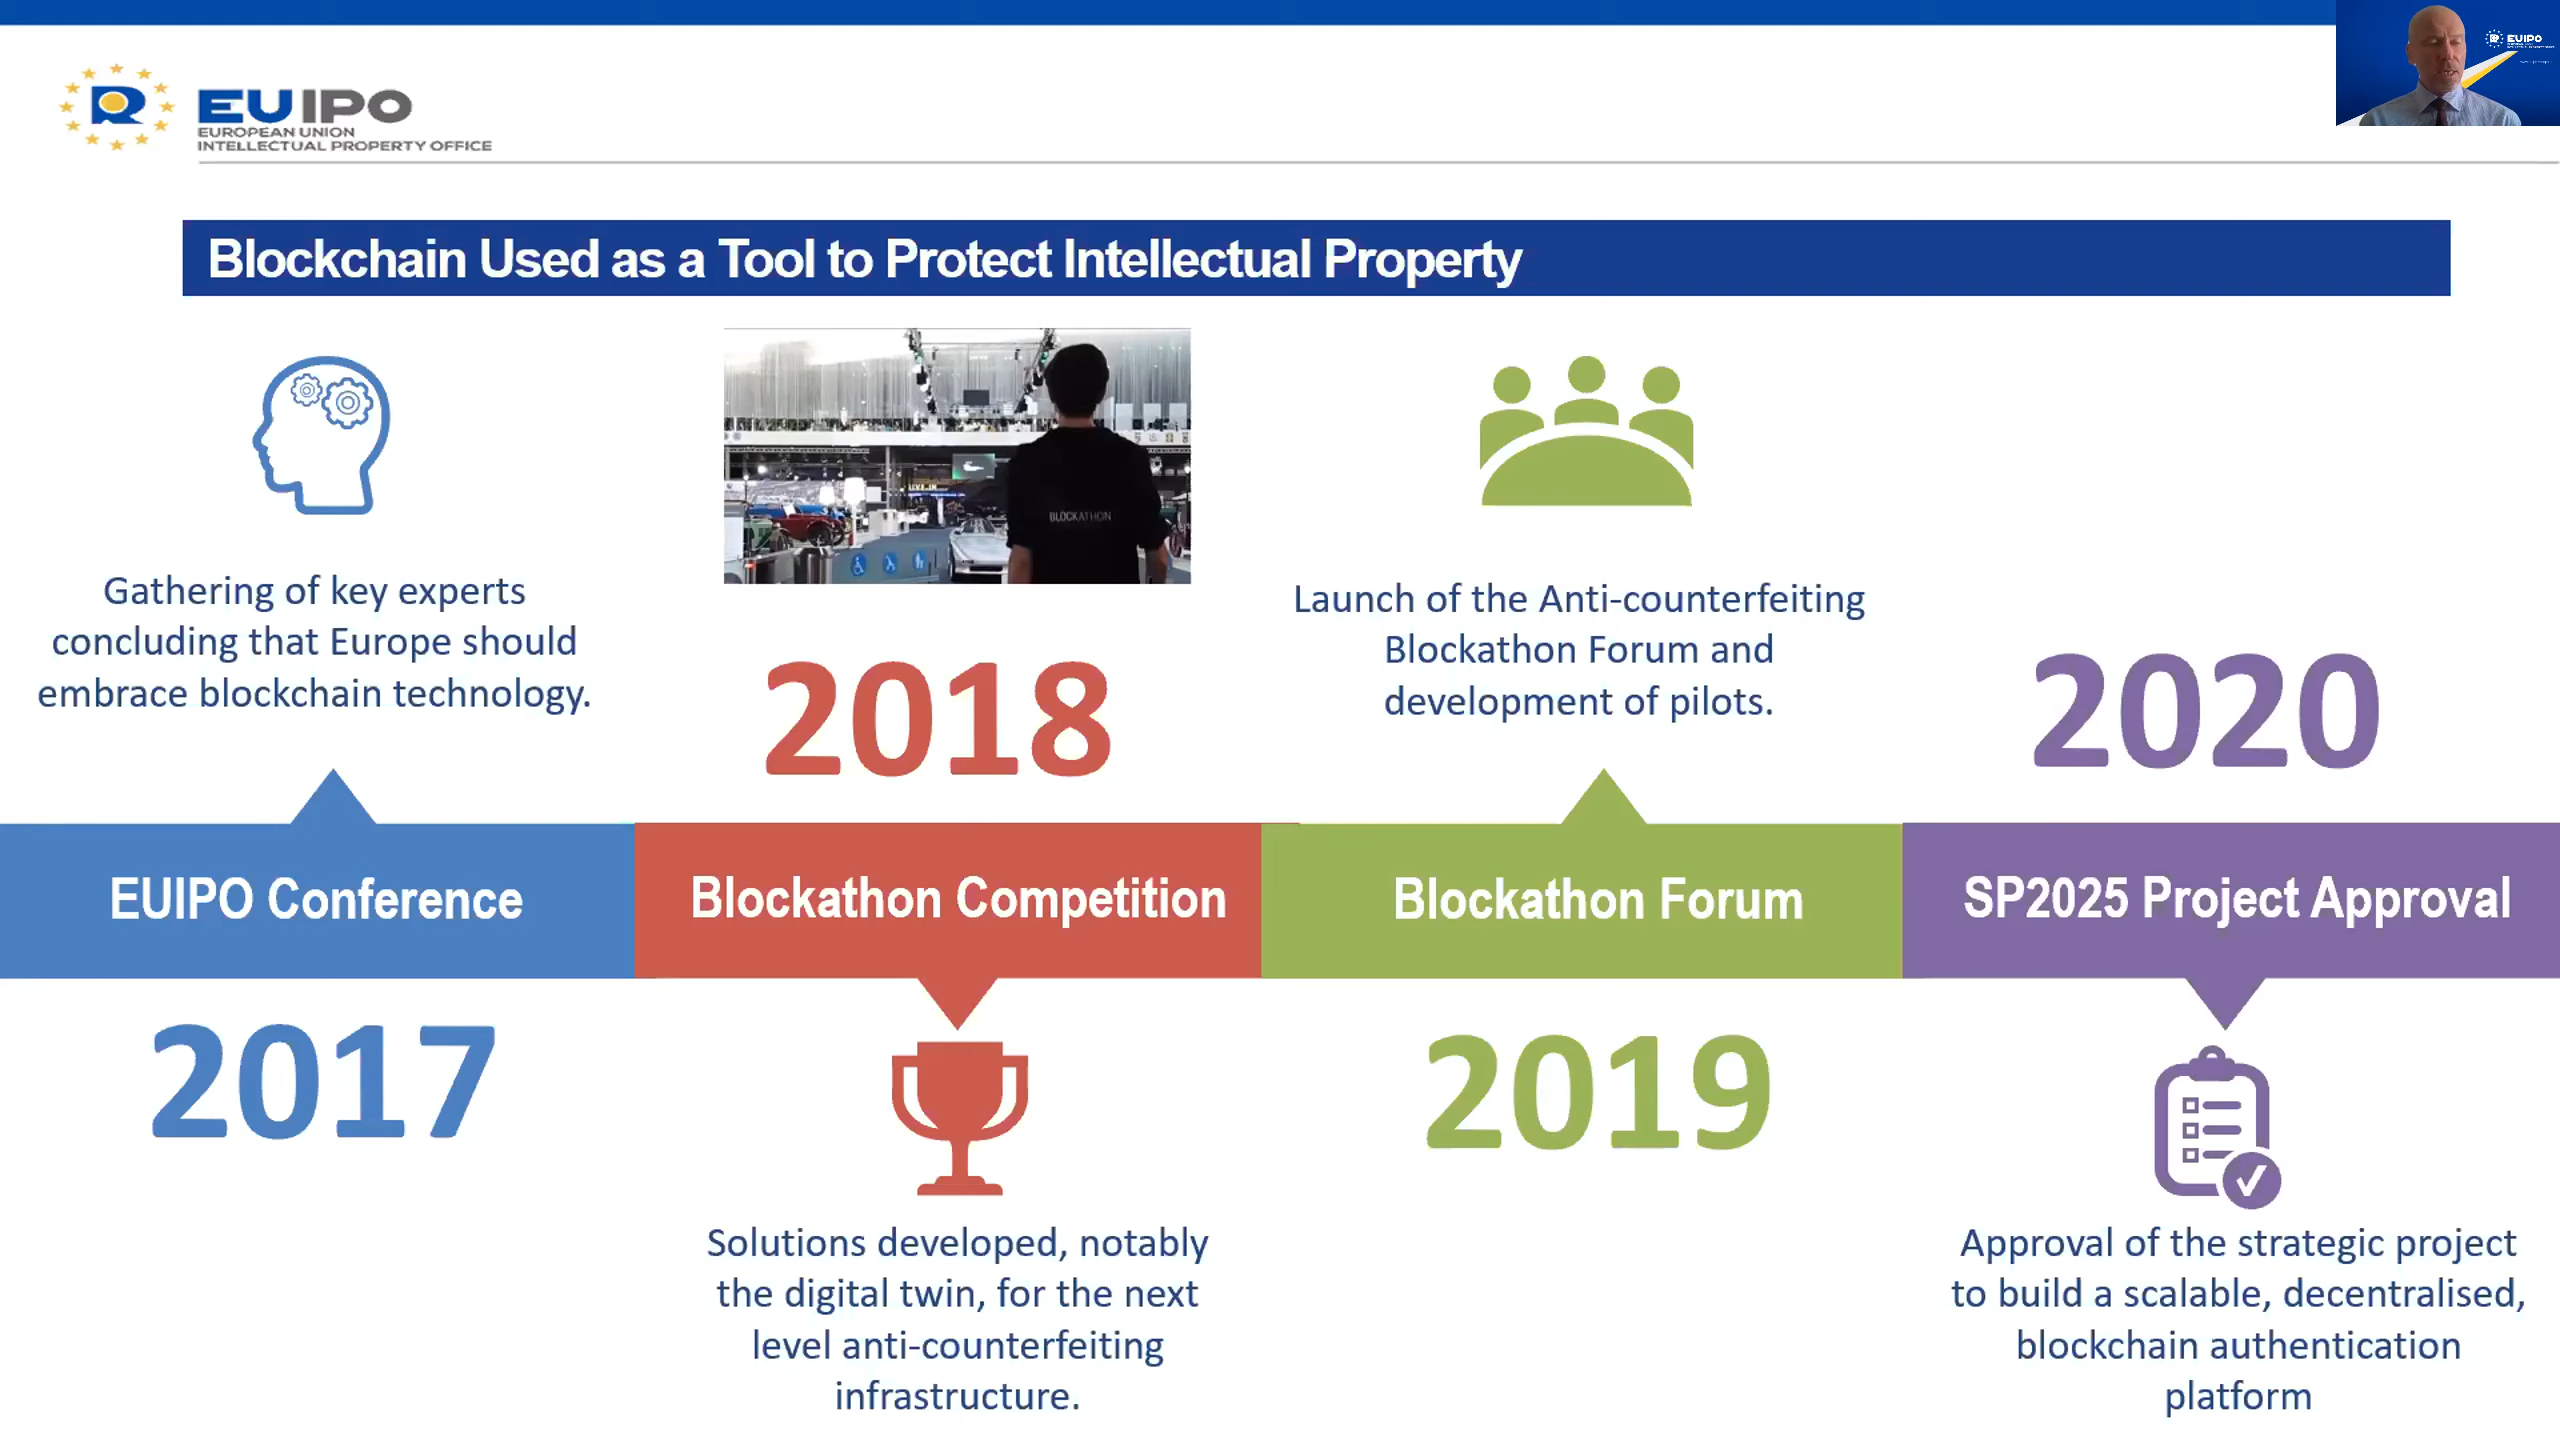 EUIPO
EUROPEAN UNION
INTELLECTUAL PROPERTY OFFICE
EUIPO
Blockchain Used as a Tool to Protect Intellectual Property
Gathering of key experts
concluding that Europe should
embrace blockchain technology.
BLOCKATHON
2018
Launch of the Anti-counterfeiting
Blockathon Forum and
development of pilots.
2020
EUIPO Conference
Blockathon Competition
Blockathon Forum
SP2025 Project Approval
2017
2019
Solutions developed, notably
the digital twin, for the next
level anti-counterfeiting
infrastructure.
Approval of the strategic project
to build a scalable, decentralised,
blockchain authentication
platform